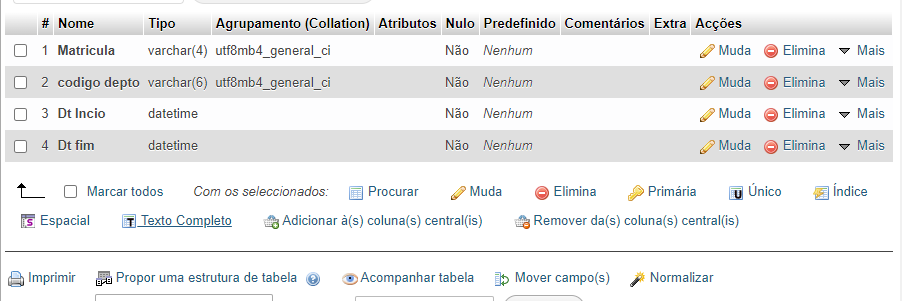 # Nome Tipo Agrupamento (Collation) Atributos Nulo Predefinido Comentários Extra Acções
1 Matricula varchar(4) utf8mb4_general_ci Não Nenhum Muda Elimina Mais
2 codigo depto varchar(6) utf8mb4_general_ci Não Nenhum Muda Elimina Mais
3 Dt Incio datetime Não Nenhum Muda Elimina Mais
4 Dt fim datetime Não Nenhum Muda Elimina Mais
Marcar todos Com os seleccionados: Procurar Muda Elimina Primária U Único Índice
S Espacial T Texto Completo Adicionar à(s) coluna(s) central(is) Remover da(s) coluna(s) central(is)
Imprimir Propor uma estrutura de tabela Acompanhar tabela Mover campo(s) Normalizar